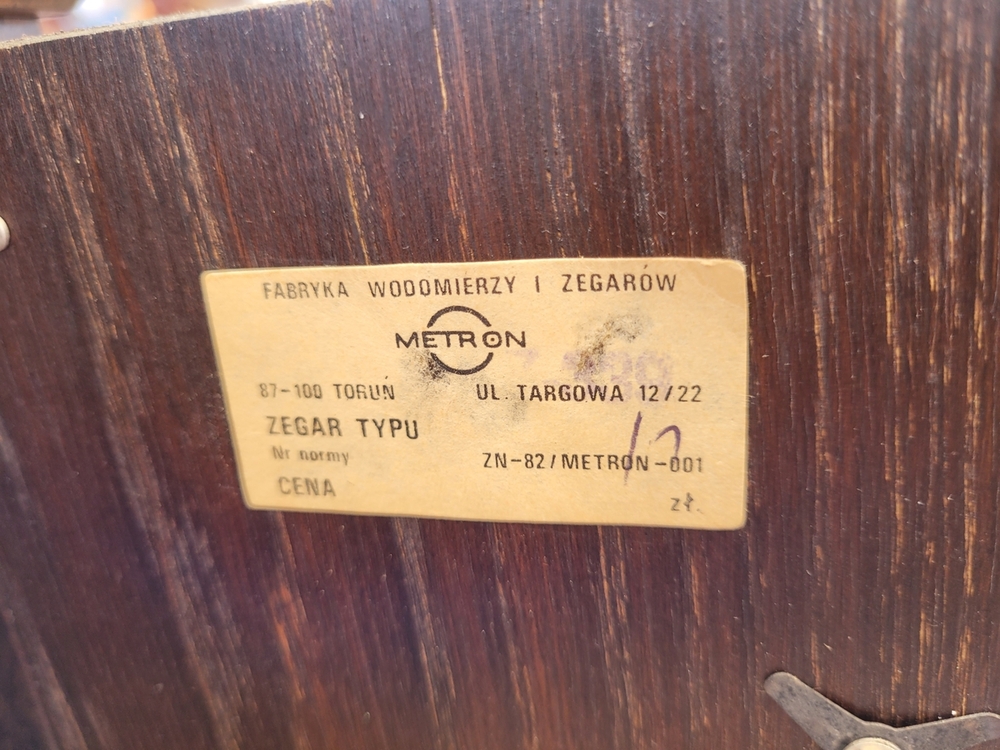 FABRYKA WODOMIERZY I ZEGARÓW
METRON
87-100 TORUŃ UL. TARGOWA 12/22
ZEGAR TYPU
Nr normy ZN-82/METRON-001
CENA zł.